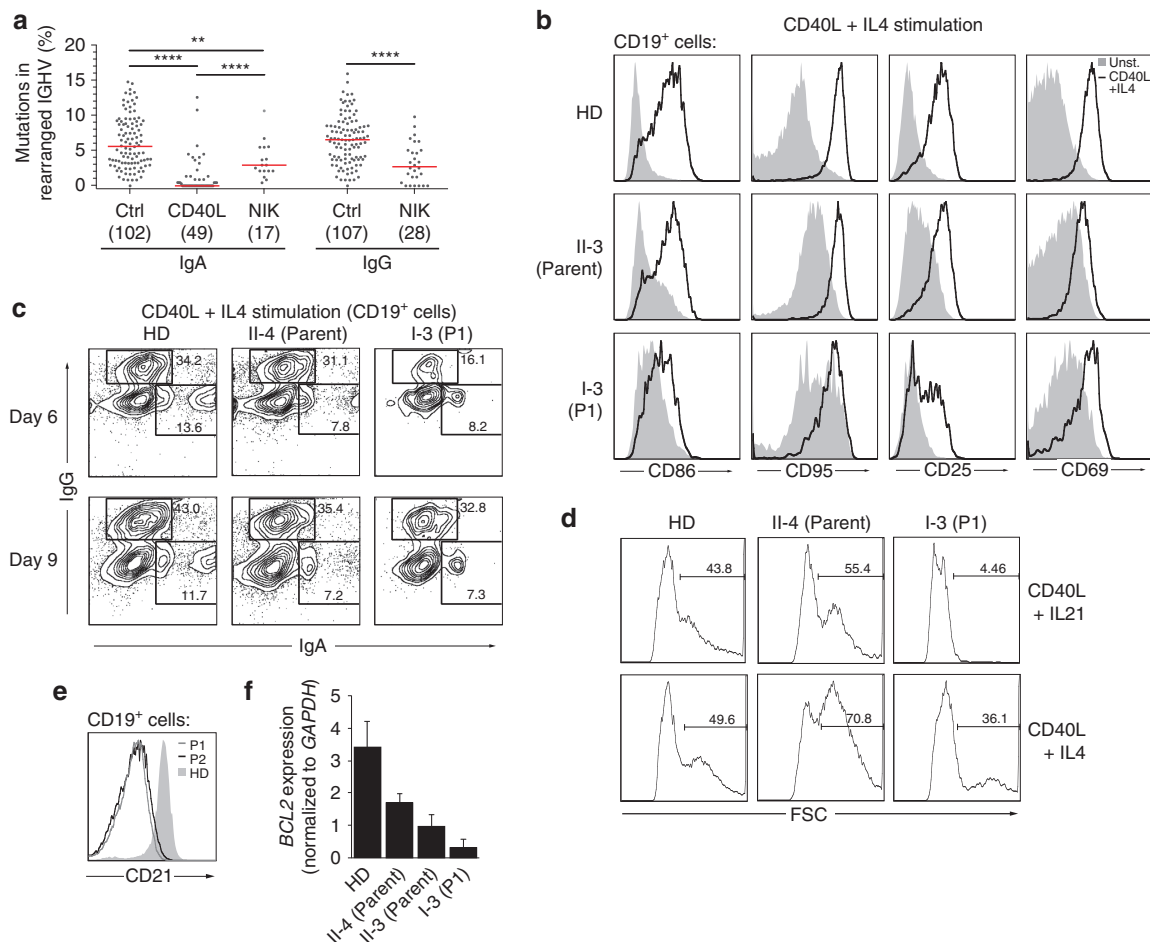 a
Mutations in
rearranged IGHV (%)
20
15
10
5
0
**
****
****
****
Ctrl
(102)
CD40L
(49)
NIK
(17)
Ctrl
(107)
NIK
(28)
IgA
IgG
b
CD40L + IL4 stimulation
CD19+ cells:
Unst.
CD40L
+IL4
HD
II-3
(Parent)
I-3
(P1)
CD86
CD95
CD25
CD69
c
CD40L + IL4 stimulation (CD19+ cells)
HD
II-4 (Parent)
I-3 (P1)
Day 6
34.2
31.1
16.1
13.6
7.8
8.2
IgG
Day 9
43.0
35.4
32.8
11.7
7.2
7.3
IgA
d
HD
II-4 (Parent)
I-3 (P1)
43.8
55.4
4.46
CD40L
+ IL21
49.6
70.8
36.1
CD40L
+ IL4
FSC
e
CD19+ cells:
P1
P2
HD
CD21
f
BCL2 expression
(normalized to GAPDH)
5
4
3
2
1
0
HD
II-4 (Parent)
II-3 (Parent)
I-3 (P1)